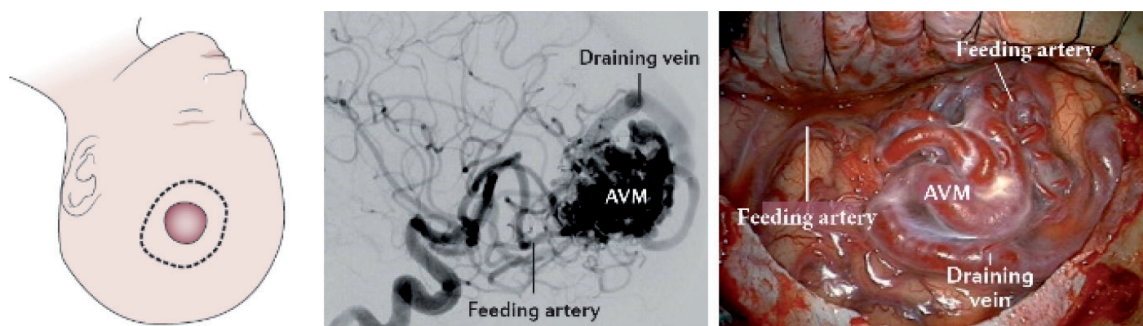 Draining vein
AVM
Feeding artery
Feeding artery
AVM
Feeding artery
Draining
vein